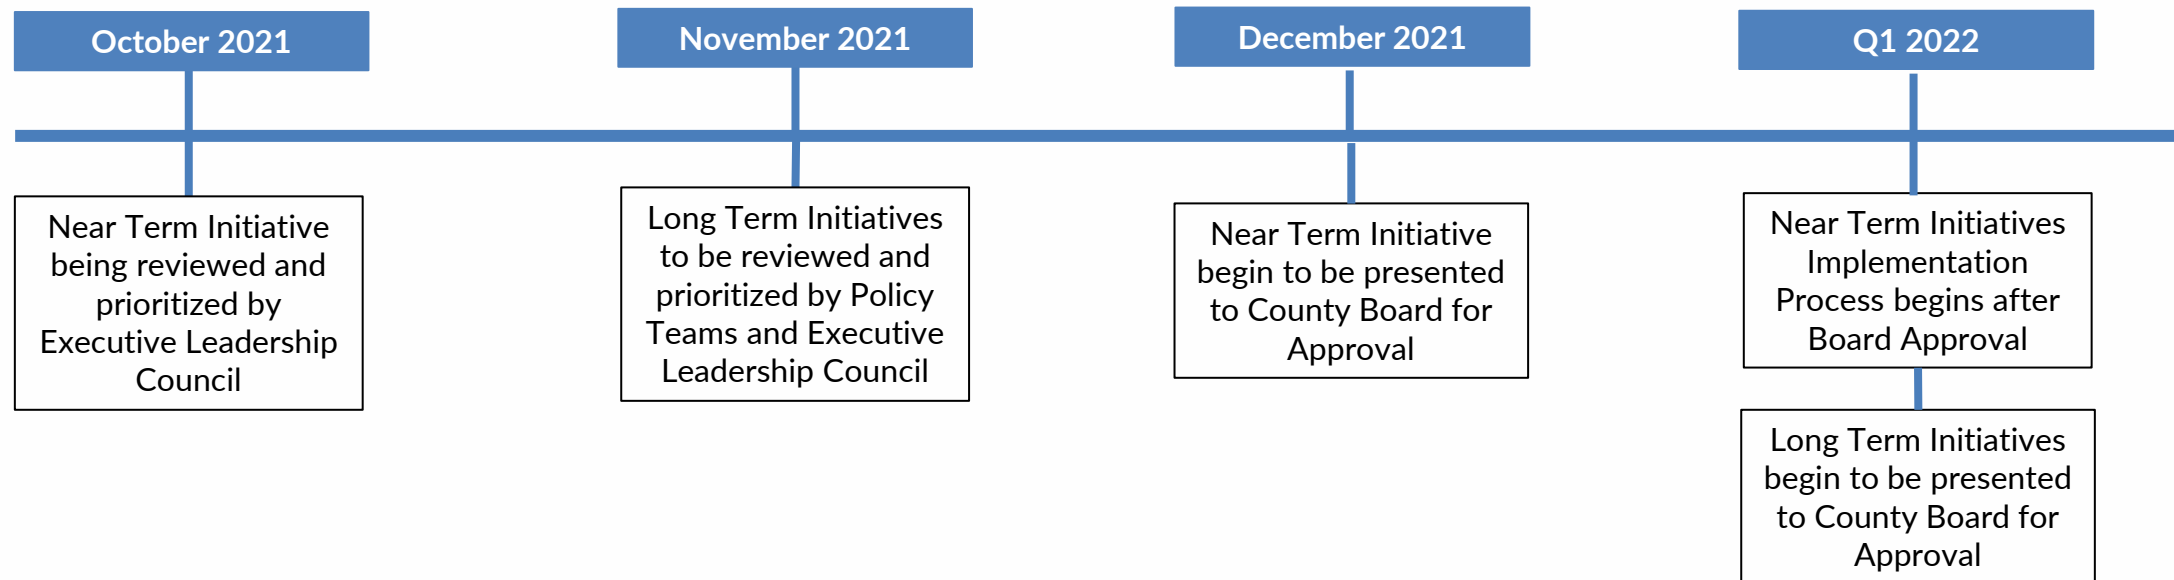 October 2021
November 2021
December 2021
Q1 2022
Near Term Initiative
being reviewed and
prioritized by
Executive Leadership
Council
Long Term Initiatives
to be reviewed and
prioritized by Policy
Teams and Executive
Leadership Council
Near Term Initiative
begin to be presented
to County Board for
Approval
Near Term Initiatives
Implementation
Process begins after
Board Approval
Long Term Initiatives
begin to be presented
to County Board for
Approval